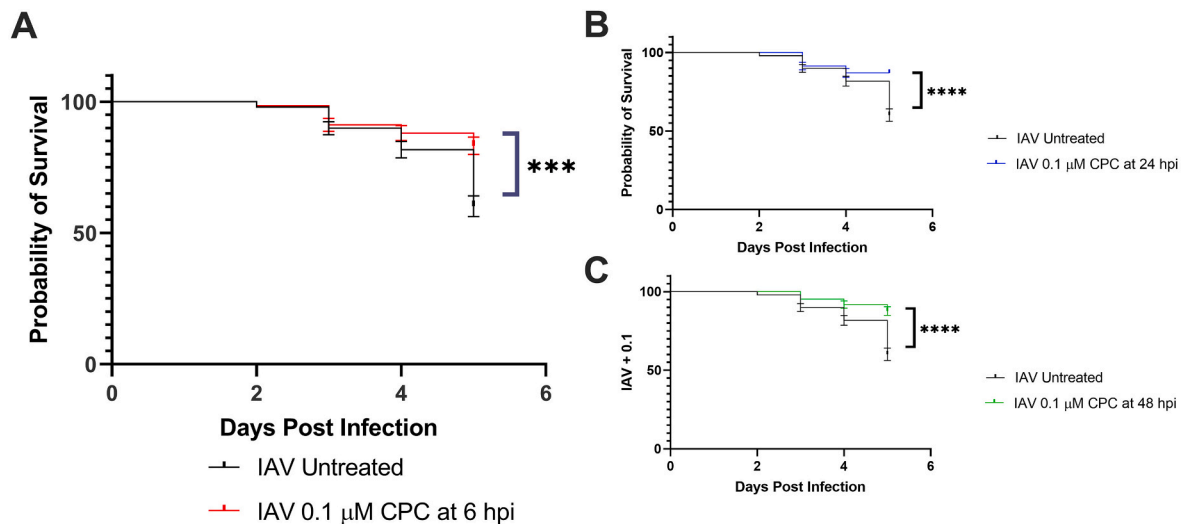 A
Probability of Survival
100
50
0
0 2 4 6
Days Post Infection
***
IAV Untreated
IAV 0.1 μM CPC at 6 hpi
B
Probability of Survival
100
50
0
0 2 4 6
Days Post Infection
****
IAV Untreated
IAV 0.1 μM CPC at 24 hpi
C
IAV + 0.1
100
50
0
0 2 4 6
Days Post Infection
****
IAV Untreated
IAV 0.1 μM CPC at 48 hpi